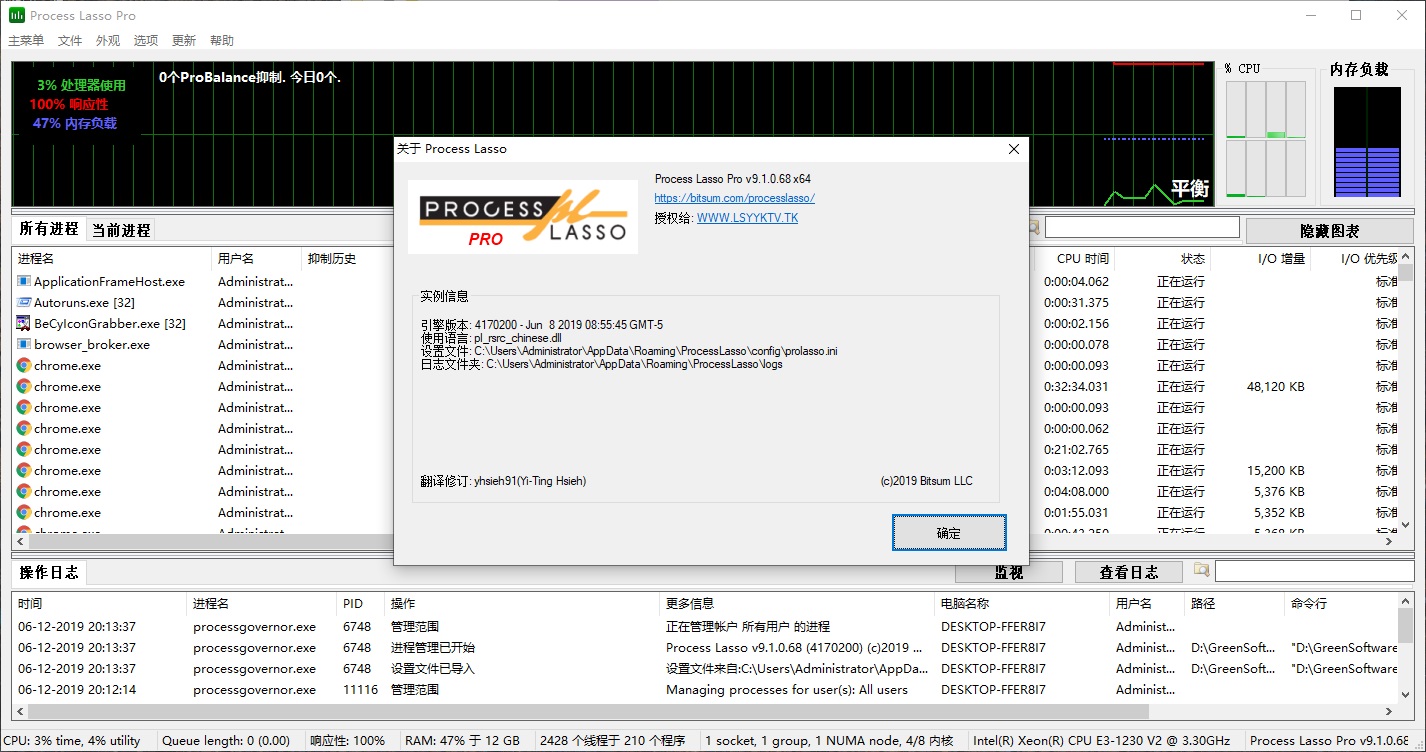 Process Lasso Pro
主菜单 文件 外观 选项 更新 帮助
3% 处理器使用
100% 响应性
47% 内存负载
0个ProBalance抑制. 今日0个.
平衡
% CPU
内存负载
所有进程 当前进程
隐藏图表
进程名 用户名 抑制历史 CPU 时间 状态 I/O 增量 I/O 优先级
ApplicationFrameHost.exe Administrat... 0:00:04.062 正在运行 标准
Autoruns.exe [32] Administrat... 0:00:31.375 正在运行 标准
BeCyIconGrabber.exe [32] Administrat... 0:00:02.156 正在运行 标准
browser_broker.exe Administrat... 0:00:00.078 正在运行 标准
chrome.exe Administrat... 0:00:00.093 正在运行 标准
chrome.exe Administrat... 0:32:34.031 正在运行 48,120 KB 标准
chrome.exe Administrat... 0:00:00.093 正在运行 标准
chrome.exe Administrat... 0:00:00.062 正在运行 标准
chrome.exe Administrat... 0:21:02.765 正在运行 标准
chrome.exe Administrat... 0:03:12.093 正在运行 15,200 KB 标准
chrome.exe Administrat... 0:04:08.000 正在运行 5,376 KB 标准
chrome.exe Administrat... 0:01:55.031 正在运行 5,352 KB 标准
关于 Process Lasso
PROCESS LASSO
PRO
Process Lasso Pro v9.1.0.68 x64
https://bitsum.com/processlasso/
授权给: WWW.LSYYKTV.TK
实例信息
引擎版本: 4170200 - Jun 8 2019 08:55:45 GMT-5
使用语言: pl_rsrc_chinese.dll
设置文件: C:\Users\Administrator\AppData\Roaming\ProcessLasso\config\prolasso.ini
日志文件夹: C:\Users\Administrator\AppData\Roaming\ProcessLasso\logs
翻译修订: yhsieh91(Yi-Ting Hsieh) (c)2019 Bitsum LLC
确定
操作日志 监视 查看日志
时间 进程名 PID 操作 更多信息 电脑名称 用户名 路径 命令行
06-12-2019 20:13:37 processgovernor.exe 6748 管理范围 正在管理帐户 所有用户 的进程 DESKTOP-FFER8I7 Administ...
06-12-2019 20:13:37 processgovernor.exe 6748 进程管理已开始 Process Lasso v9.1.0.68 (4170200) (c)2019 ... DESKTOP-FFER8I7 Administ... D:\GreenSoft... "D:\GreenSoftware
06-12-2019 20:13:37 processgovernor.exe 6748 设置文件已导入 设置文件来自:C:\Users\Administrator\AppDa... DESKTOP-FFER8I7 Administ... D:\GreenSoft... "D:\GreenSoftware
06-12-2019 20:12:14 processgovernor.exe 11116 管理范围 Managing processes for user(s): All users DESKTOP-FFER8I7 Administ...
CPU: 3% time, 4% utility Queue length: 0 (0.00) 响应性: 100% RAM: 47% 于 12 GB 2428 个线程于 210 个程序 1 socket, 1 group, 1 NUMA node, 4/8 内核 Intel(R) Xeon(R) CPU E3-1230 V2 @ 3.30GHz Process Lasso Pro v9.1.0.68